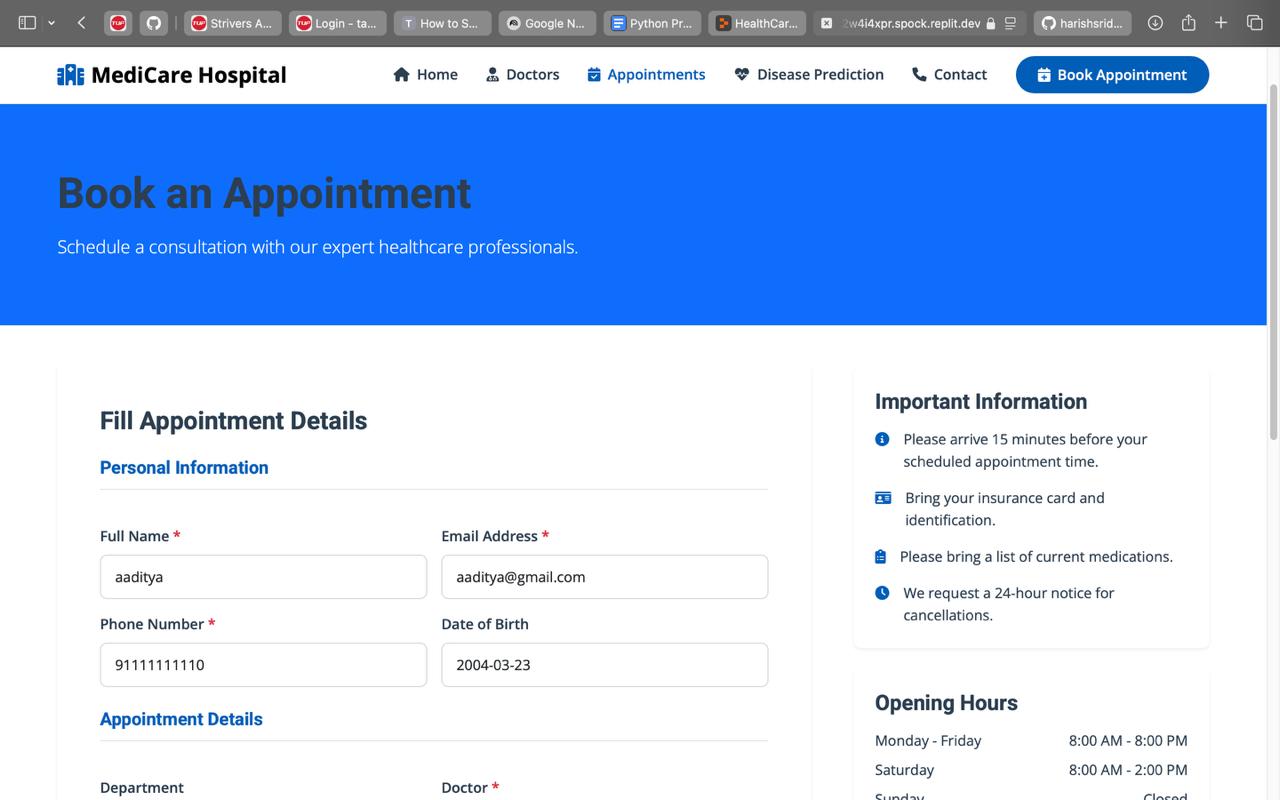 Strivers A...
Login - ta...
T How to S...
Google N...
Python Pr...
HealthCar...
2w4i4xpr.spock.replit.dev
harishsrid...
MediCare Hospital
Home
Doctors
Appointments
Disease Prediction
Contact
Book Appointment
Book an Appointment
Schedule a consultation with our expert healthcare professionals.
Fill Appointment Details
Personal Information
Full Name *
Email Address *
aaditya
aaditya@gmail.com
Phone Number *
Date of Birth
91111111110
2004-03-23
Appointment Details
Department
Doctor *
Important Information
Please arrive 15 minutes before your
scheduled appointment time.
Bring your insurance card and
identification.
Please bring a list of current medications.
We request a 24-hour notice for
cancellations.
Opening Hours
Monday - Friday 8:00 AM - 8:00 PM
Saturday 8:00 AM - 2:00 PM
Sunday Closed